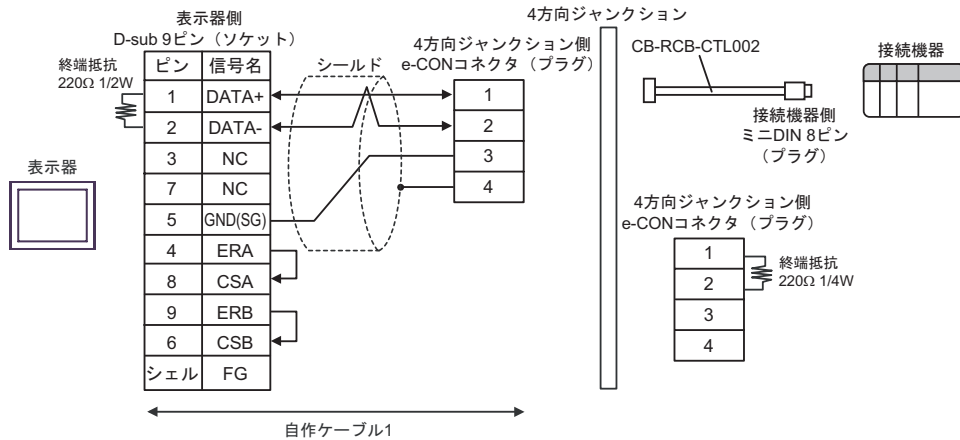 4方向ジャンクション
表示器側
D-sub 9ピン（ソケット）
終端抵抗
220Ω 1/2W
ピン 信号名
1 DATA+
2 DATA-
3 NC
7 NC
5 GND(SG)
4 ERA
8 CSA
9 ERB
6 CSB
シェル FG
表示器
シールド
4方向ジャンクション側
e-CONコネクタ（プラグ）
1
2
3
4
CB-RCB-CTL002
接続機器
接続機器側
ミニDIN 8ピン
（プラグ）
4方向ジャンクション側
e-CONコネクタ（プラグ）
1
2
3
4
終端抵抗
220Ω 1/4W
自作ケーブル1